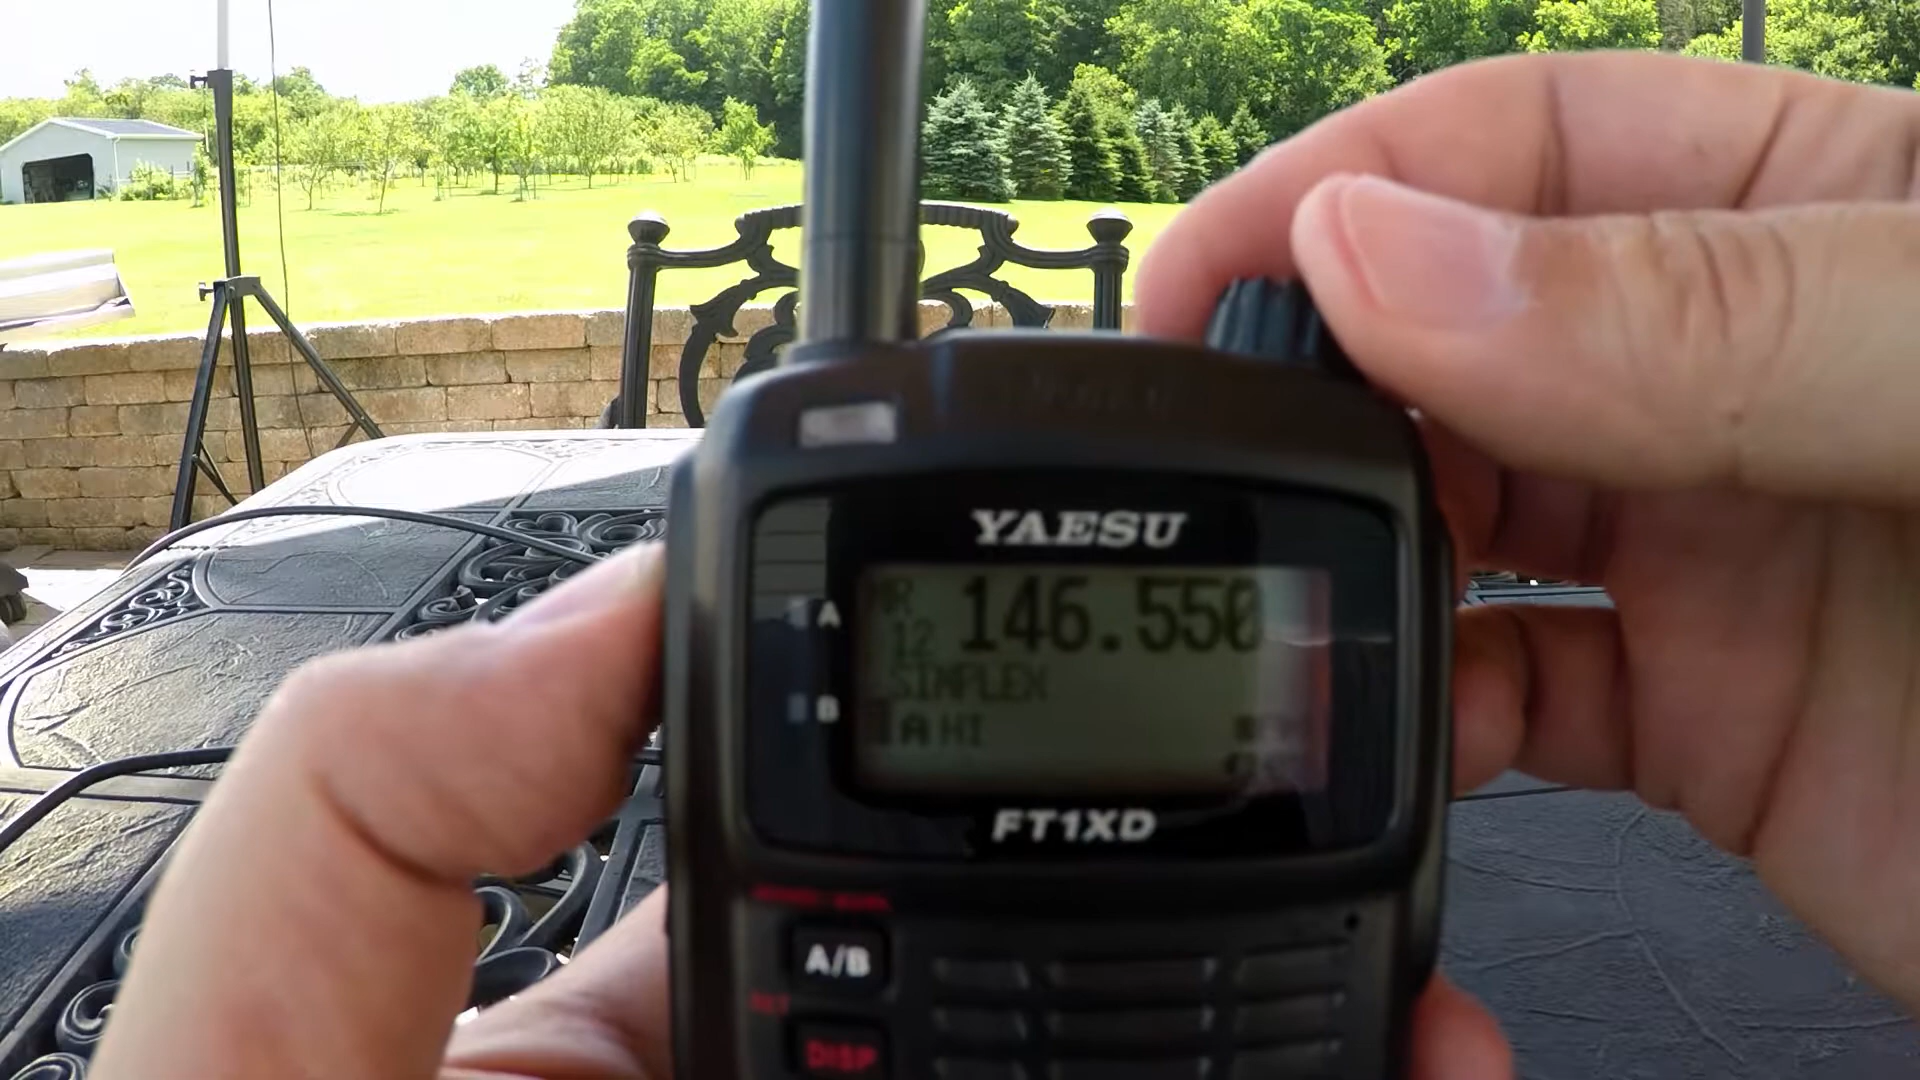 YAESU
A
146.550
12
SIMPLEX
B
A HI
FT1XD
A/B
DISP